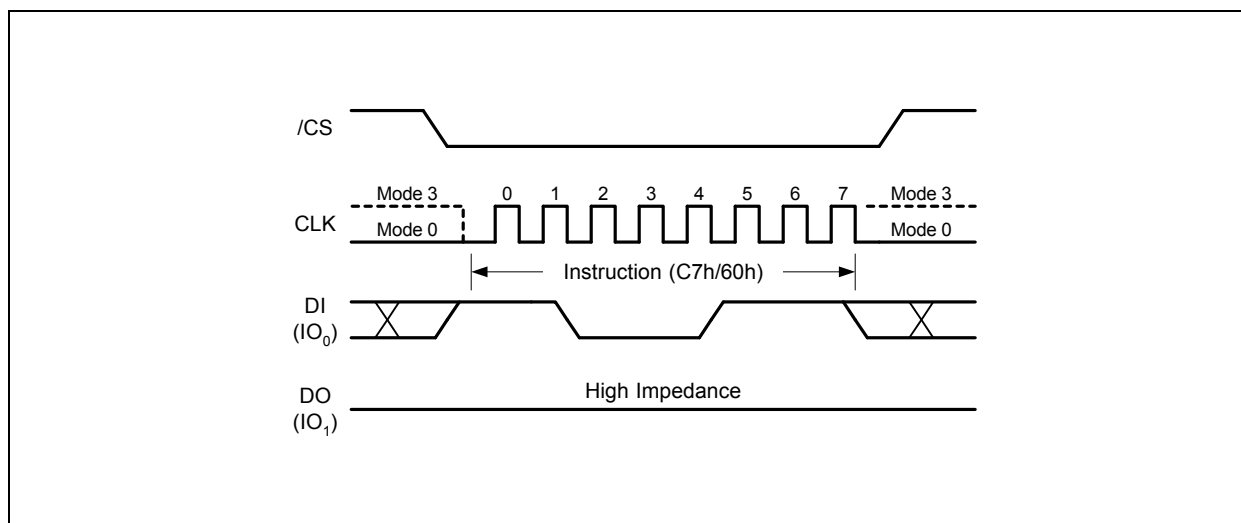 /CS
Mode 3 0 1 2 3 4 5 6 7 Mode 3
CLK
Mode 0 Mode 0
Instruction (C7h/60h)
DI
(IO0)
High Impedance
DO
(IO1)